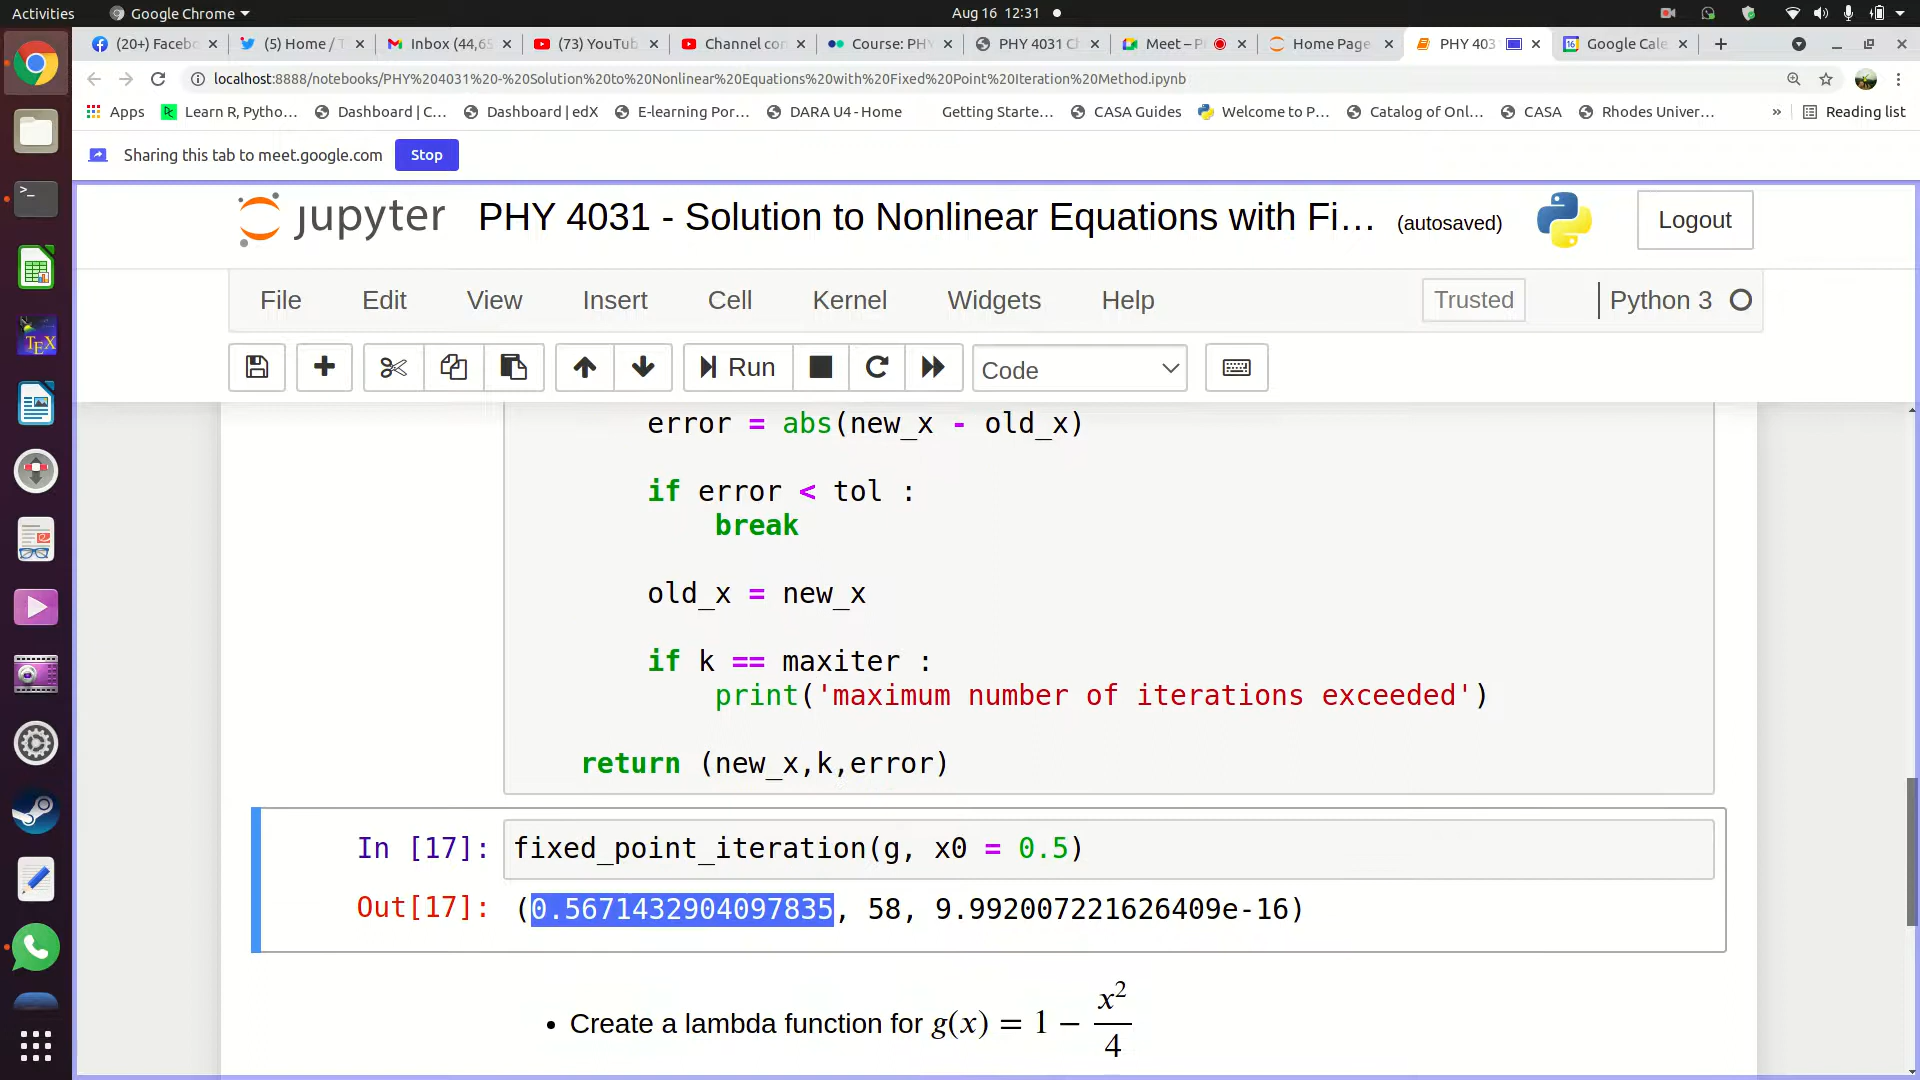 Activities Google Chrome Aug 16 12:31
(20+) Faceb (5) Home / T Inbox (44,65 (73) YouTub Channel con Course: PHY PHY 4031 Ch Meet – P Home Page PHY 403 Google Cale
localhost:8888/notebooks/PHY%204031%20-%20Solution%20to%20Nonlinear%20Equations%20with%20Fixed%20Point%20Iteration%20Method.ipynb
Apps Learn R, Pytho... Dashboard | C... Dashboard | edX E-learning Por... DARA U4 - Home Getting Starte... CASA Guides Welcome to P... Catalog of Onl... CASA Rhodes Univer... » Reading list
Sharing this tab to meet.google.com Stop
jupyter PHY 4031 - Solution to Nonlinear Equations with Fi... (autosaved) Logout
File Edit View Insert Cell Kernel Widgets Help Trusted Python 3
Run Code
error = abs(new_x - old_x)
if error < tol :
break
old_x = new_x
if k == maxiter :
print('maximum number of iterations exceeded')
return (new_x,k,error)
In [17]: fixed_point_iteration(g, x0 = 0.5)
Out[17]: (0.5671432904097835, 58, 9.992007221626409e-16)
• Create a lambda function for g(x) = 1 − x²/4